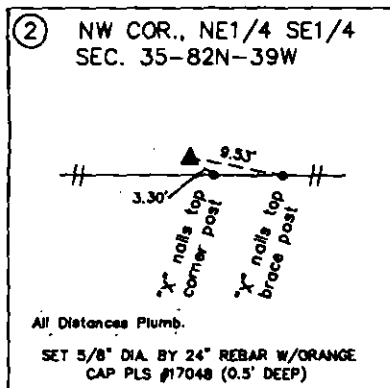 2 NW COR., NE1/4 SE1/4
SEC. 35-82N-39W
9.53'
3.30'
"X" nails top
corner post
"X" nails top
brace post
All Distances Plumb.
SET 5/8" DIA. BY 24" REBAR W/ORANGE
CAP PLS #17048 (0.5' DEEP)